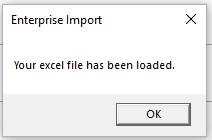 Enterprise Import
Your excel file has been loaded.
OK